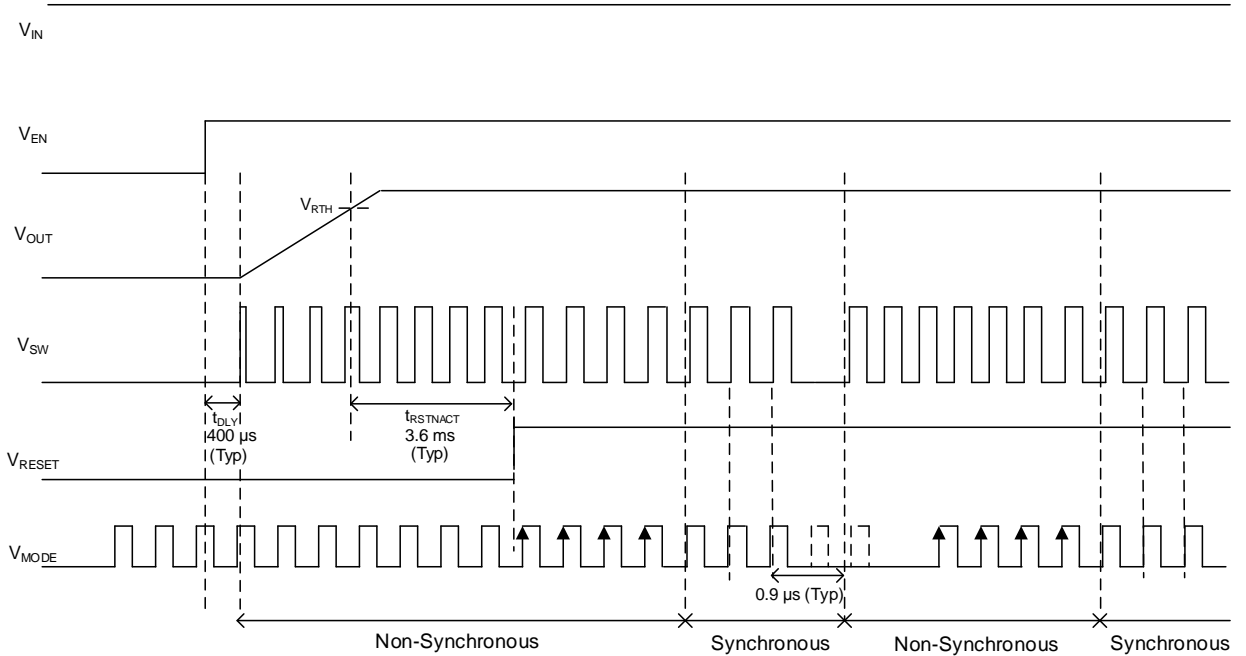 VIN
VEN
VRTH
VOUT
VSW
tDLY
400 µs
(Typ)
tRSTNACT
3.6 ms
(Typ)
VRESET
VMODE
0.9 µs (Typ)
Non-Synchronous
Synchronous
Non-Synchronous
Synchronous